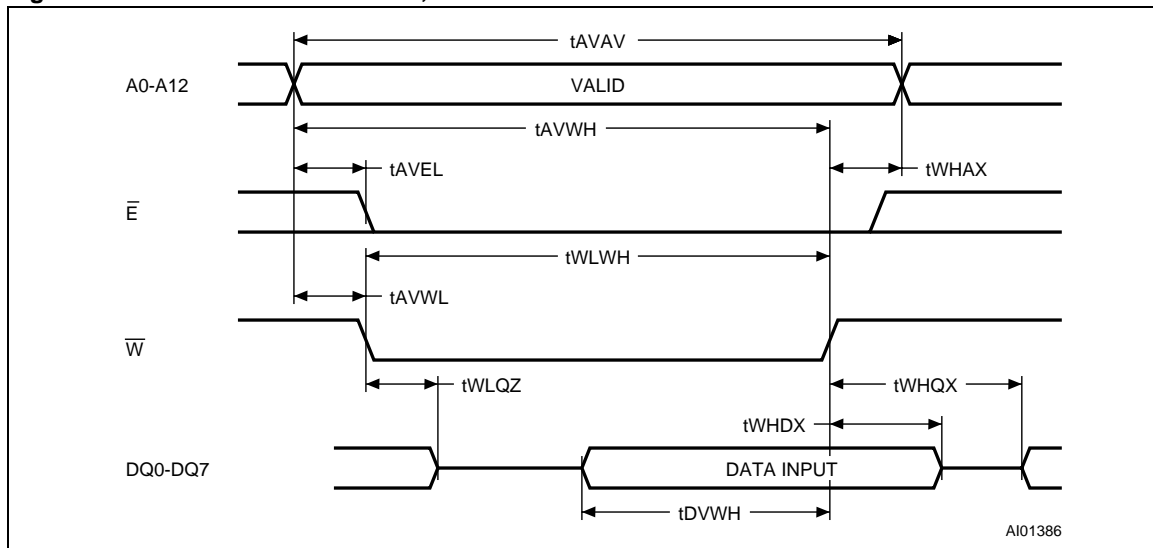 tAVAV
A0-A12
VALID
tAVWH
tAVEL
tWHAX
E̅
tWLWH
tAVWL
W̅
tWLQZ
tWHQX
tWHDX
DQ0-DQ7
DATA INPUT
tDVWH
AI01386